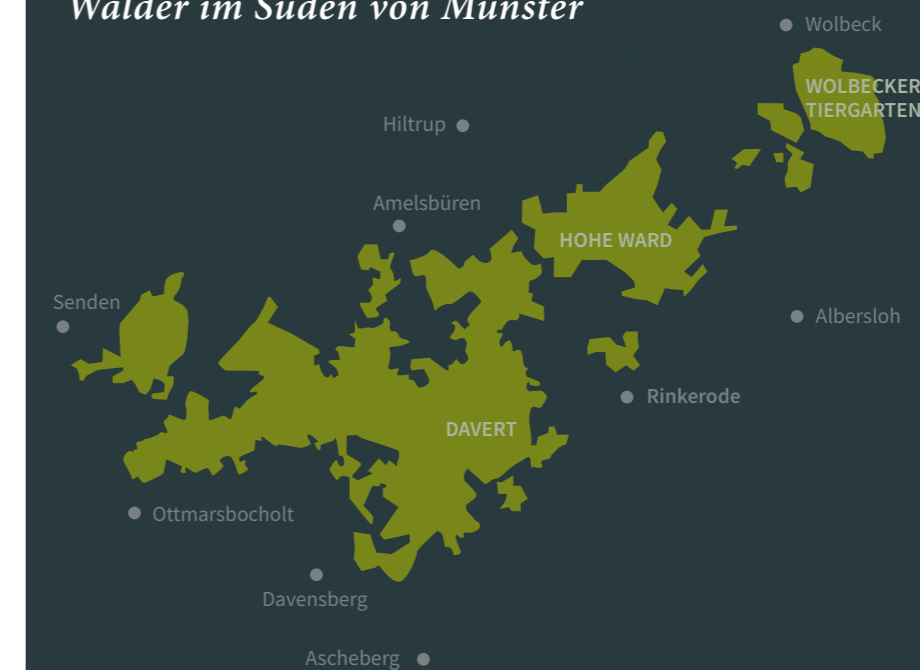 Wälder im Süden von Münster
Wolbeck
WOLBECKER
TIERGARTEN
Hiltrup
Amelsbüren
HOHE WARD
Senden
Albersloh
Rinkerode
DAVERT
Ottmarsbocholt
Davensberg
Ascheberg